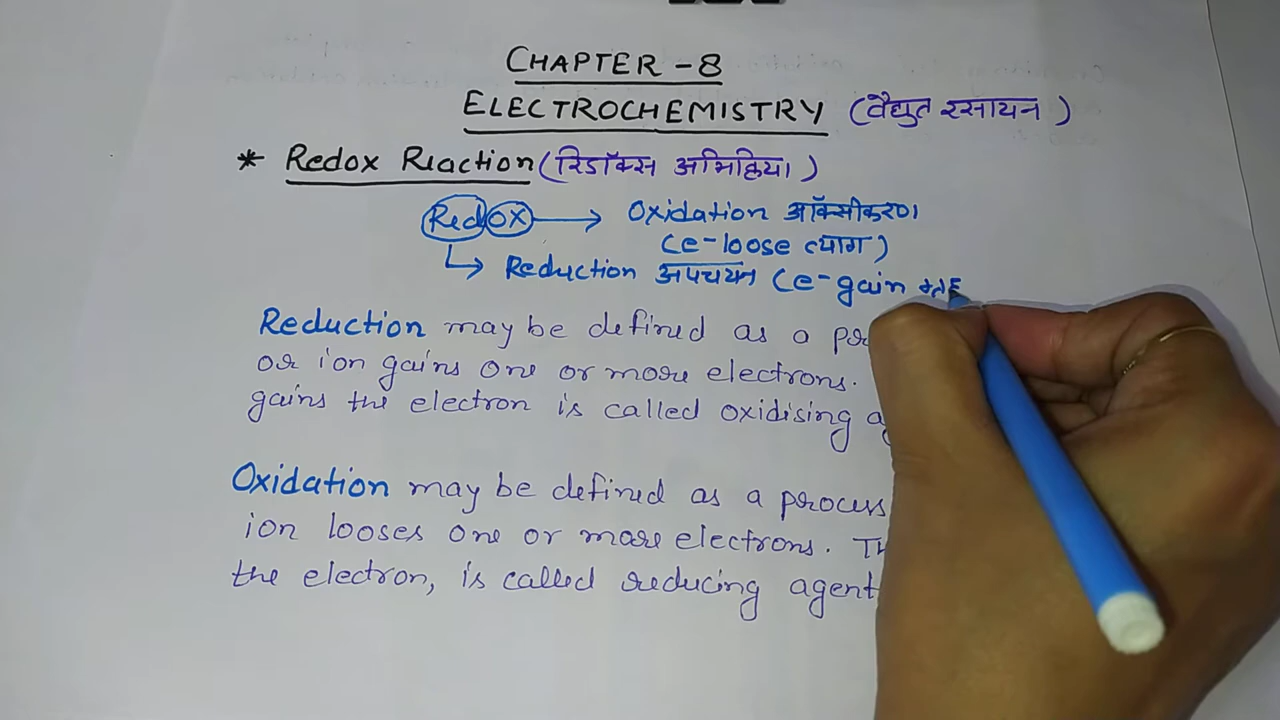 CHAPTER - 8
ELECTROCHEMISTRY (वैद्युत रसायन)
* Redox Reaction (रिडॉक्स अभिक्रिया)
Redox → Oxidation ऑक्सीकरण
(e- loose त्याग)
↳ Reduction अपचयन (e- gain
Reduction may be defined as a
or ion gains one or more electrons.
gains the electron is called oxidising
Oxidation may be defined as a process
ion looses one or more electrons.
the electron, is called reducing agent